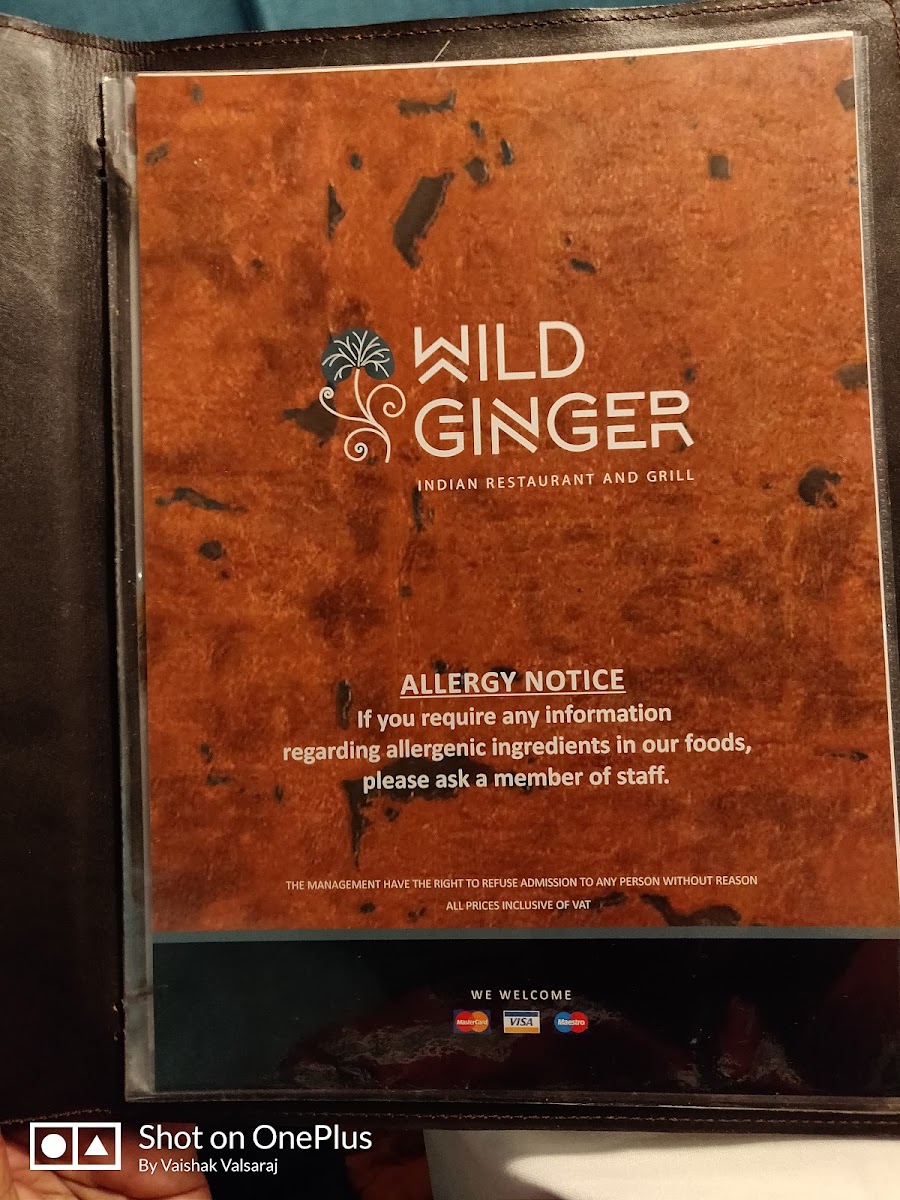 WILD
GINGER
INDIAN RESTAURANT AND GRILL
ALLERGY NOTICE
If you require any information
regarding allergenic ingredients in our foods,
please ask a member of staff.
THE MANAGEMENT HAVE THE RIGHT TO REFUSE ADMISSION TO ANY PERSON WITHOUT REASON
ALL PRICES INCLUSIVE OF VAT
WE WELCOME
MasterCard VISA Maestro
Shot on OnePlus
By Vaishak Valsaraj